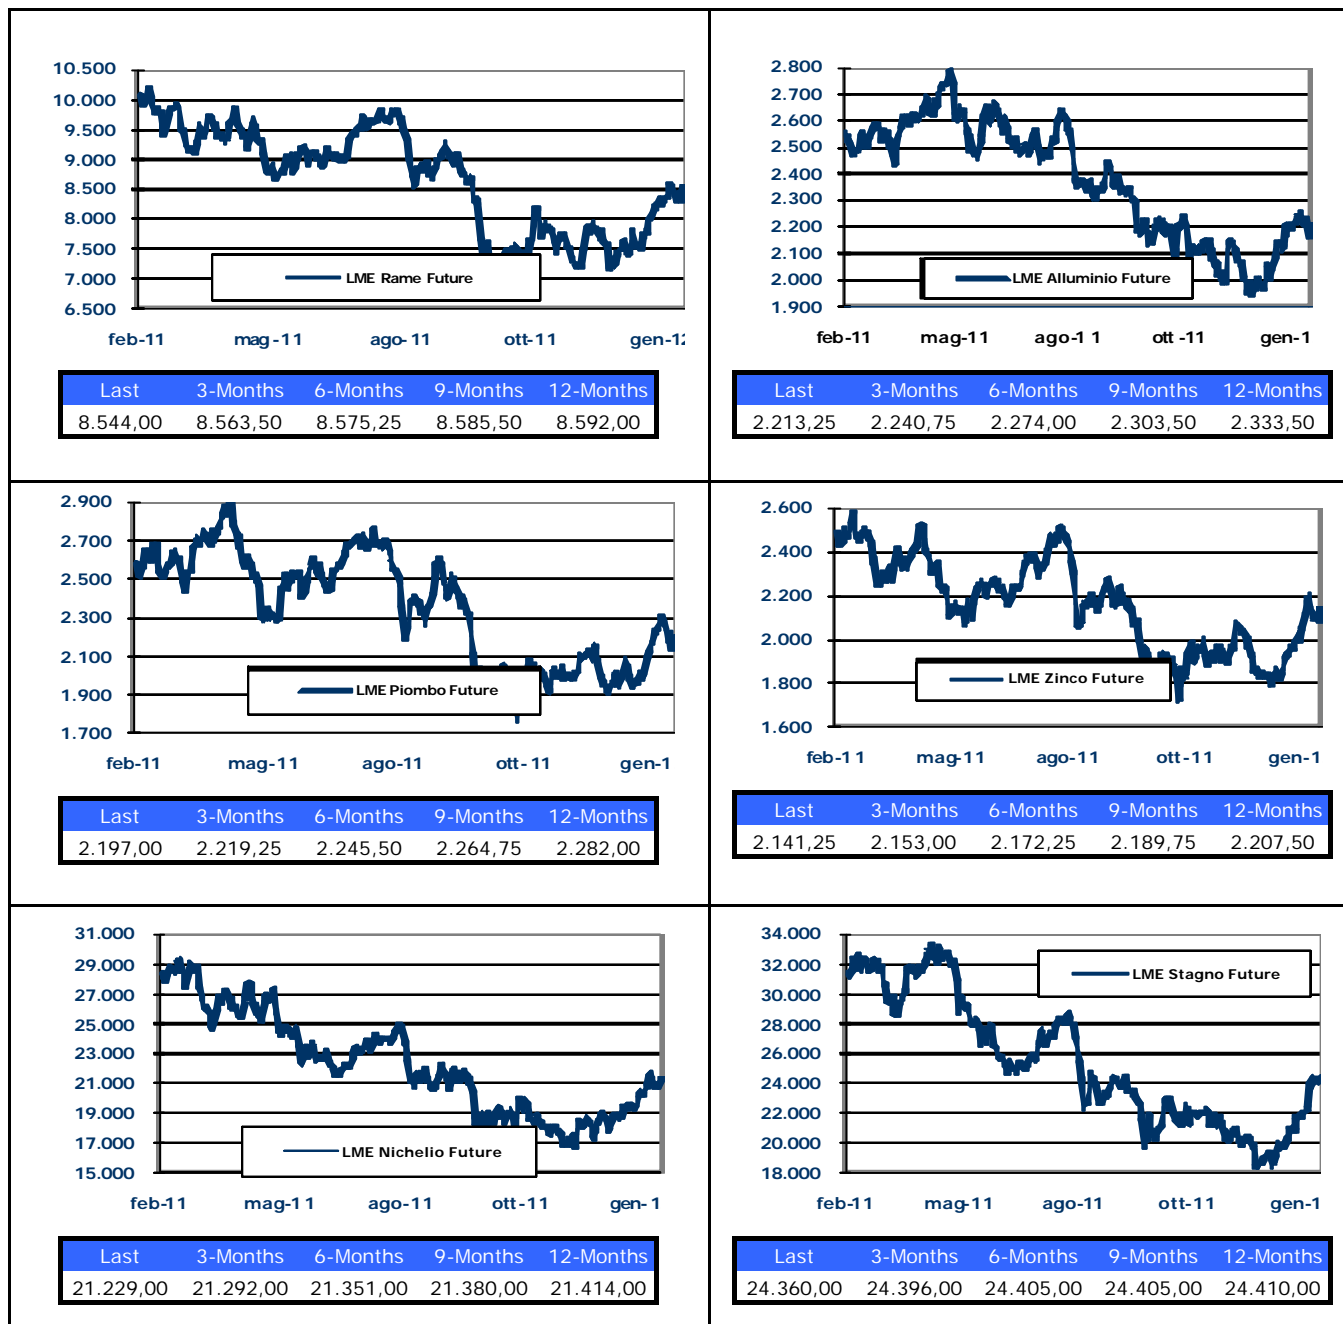 10.500
10.000
9.500
9.000
8.500
8.000
7.500
7.000
6.500
LME Rame Future
feb-11 mag-11 ago-11 ott-11 gen-12
Last 3-Months 6-Months 9-Months 12-Months
8.544,00 8.563,50 8.575,25 8.585,50 8.592,00
2.800
2.700
2.600
2.500
2.400
2.300
2.200
2.100
2.000
1.900
LME Alluminio Future
feb-11 mag-11 ago-11 ott-11 gen-1
Last 3-Months 6-Months 9-Months 12-Months
2.213,25 2.240,75 2.274,00 2.303,50 2.333,50
2.900
2.700
2.500
2.300
2.100
1.900
1.700
LME Piombo Future
feb-11 mag-11 ago-11 ott-11 gen-1
Last 3-Months 6-Months 9-Months 12-Months
2.197,00 2.219,25 2.245,50 2.264,75 2.282,00
2.600
2.400
2.200
2.000
1.800
1.600
LME Zinco Future
feb-11 mag-11 ago-11 ott-11 gen-1
Last 3-Months 6-Months 9-Months 12-Months
2.141,25 2.153,00 2.172,25 2.189,75 2.207,50
31.000
29.000
27.000
25.000
23.000
21.000
19.000
17.000
15.000
LME Nichelio Future
feb-11 mag-11 ago-11 ott-11 gen-1
Last 3-Months 6-Months 9-Months 12-Months
21.229,00 21.292,00 21.351,00 21.380,00 21.414,00
34.000
32.000
30.000
28.000
26.000
24.000
22.000
20.000
18.000
LME Stagno Future
feb-11 mag-11 ago-11 ott-11 gen-1
Last 3-Months 6-Months 9-Months 12-Months
24.360,00 24.396,00 24.405,00 24.405,00 24.410,00